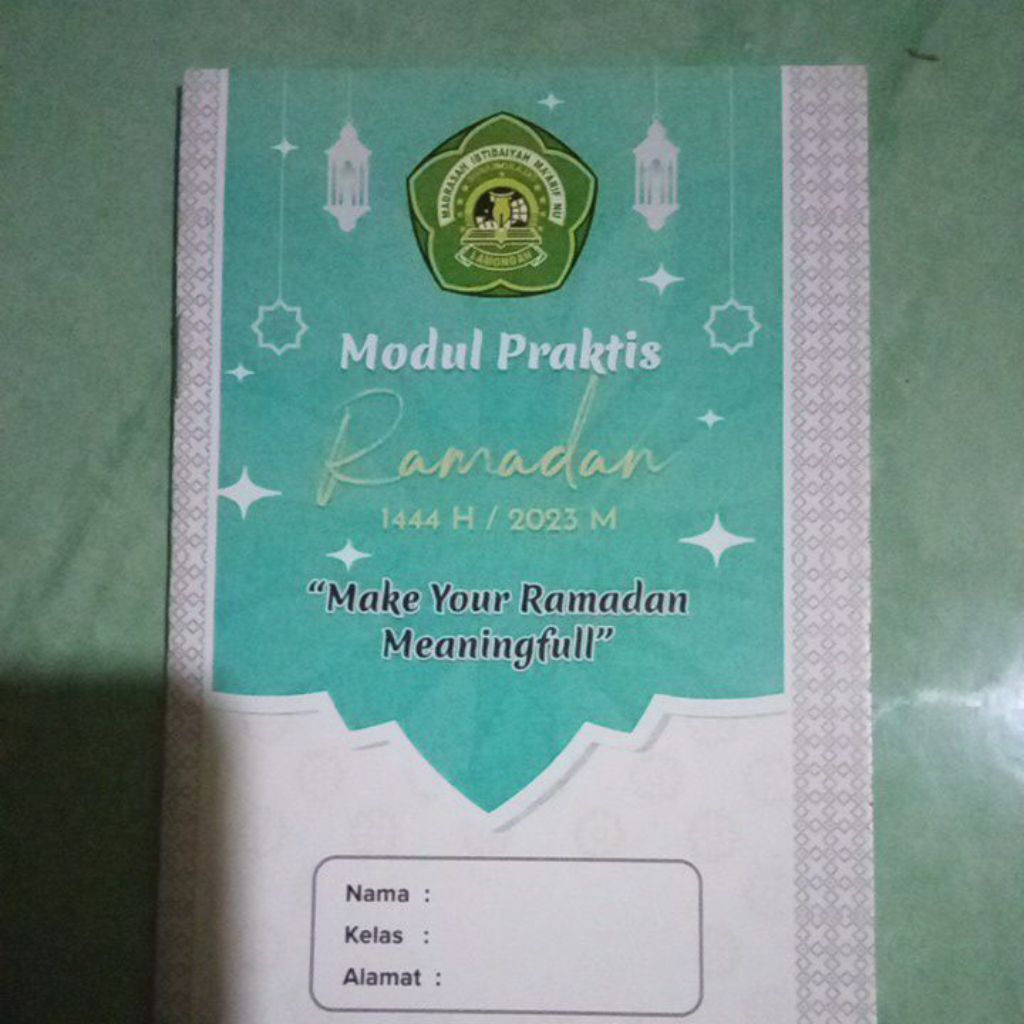 MADRASAH IBTIDAIYAH MA'ARIF NU
LAMONGAN
Modul Praktis
Ramadan
1444 H / 2023 M
“Make Your Ramadan
Meaningfull”
Nama :
Kelas :
Alamat :